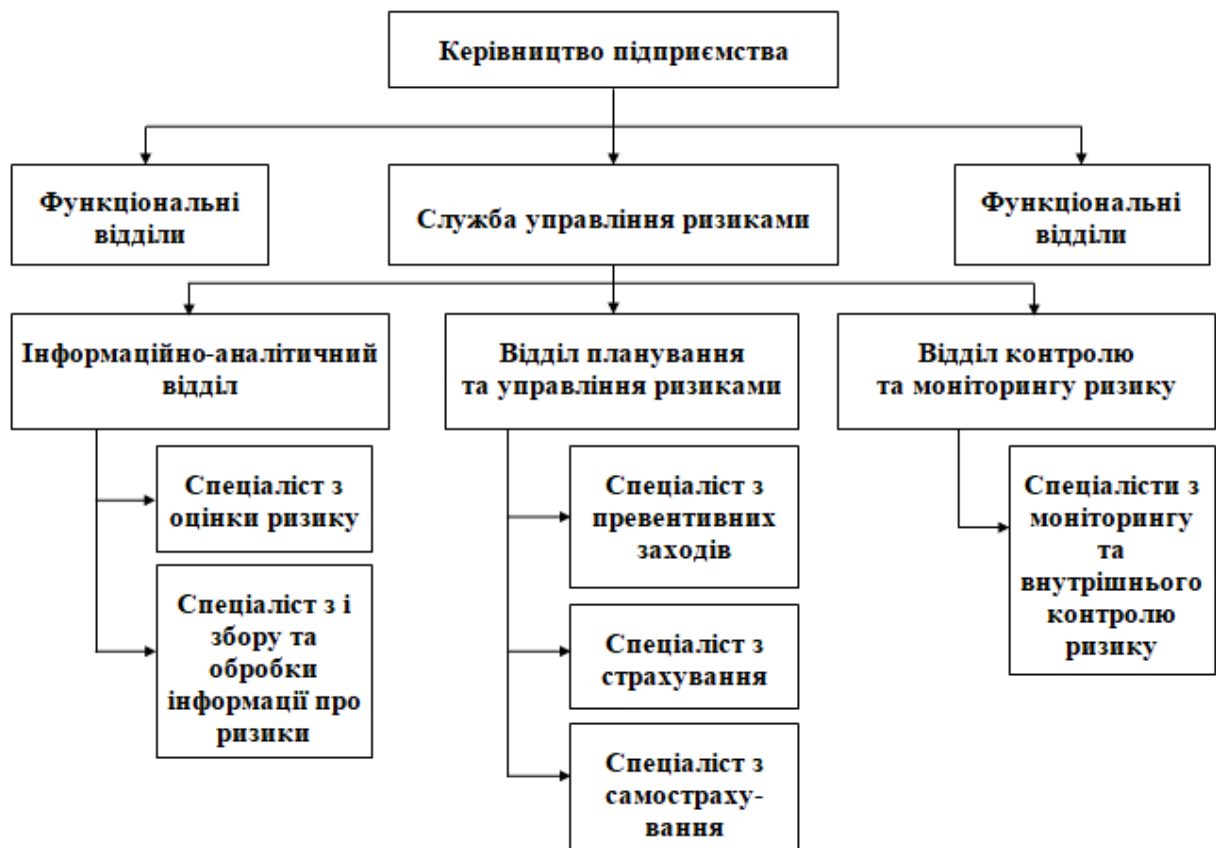 Керівництво підприємства
Функціональні
відділи
Служба управління ризиками
Функціональні
відділи
Інформаційно-аналітичний
відділ
Відділ планування
та управління ризиками
Відділ контролю
та моніторингу ризику
Спеціаліст з
оцінки ризику
Спеціаліст з і
збору та
обробки
інформації про
ризики
Спеціаліст з
превентивних
заходів
Спеціаліст з
страхування
Спеціаліст з
самостраху-
вання
Спеціалісти з
моніторингу
та
внутрішнього
контролю
ризику